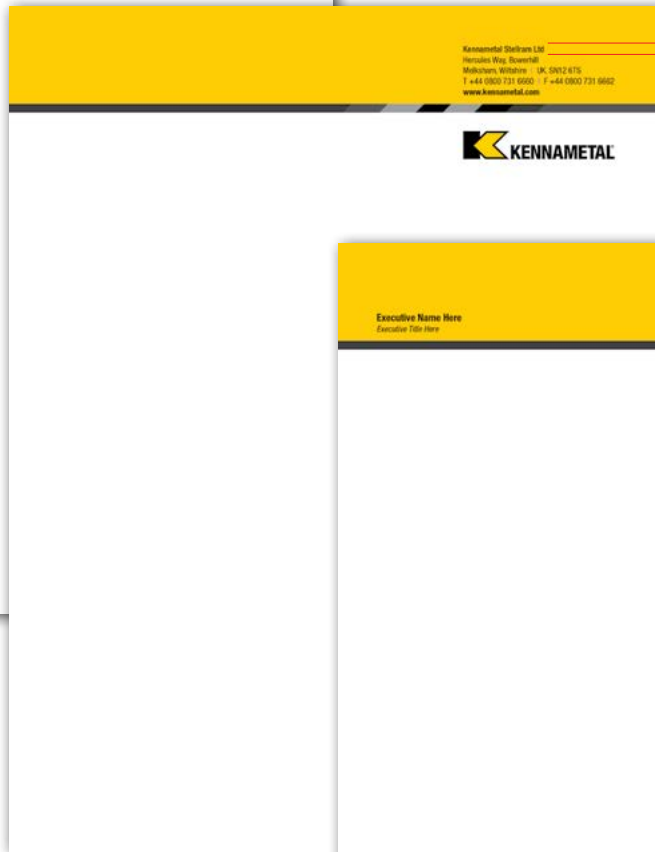 Kennametal Stellram Ltd
Hercules Way, Bowerhill
Melksham, Wiltshire | UK, SN12 6TS
T +44 0800 731 6660 | F +44 0800 731 6662
www.kennametal.com
KENNAMETAL
Executive Name Here
Executive Title Here